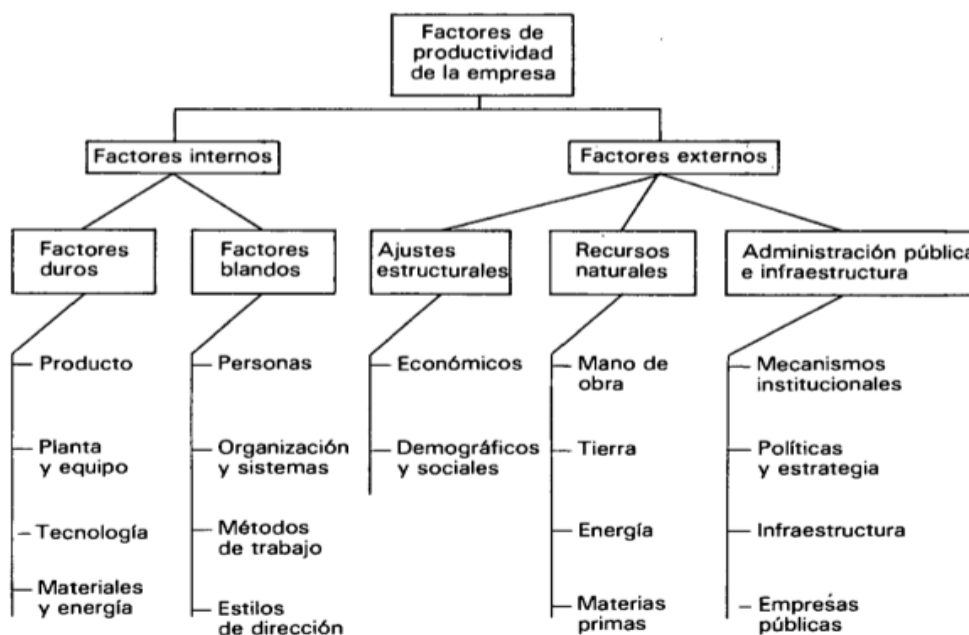 Factores de
productividad
de la empresa
Factores internos
Factores externos
Factores
duros
Factores
blandos
Ajustes
estructurales
Recursos
naturales
Administración pública
e infraestructura
Producto
Planta
y equipo
Tecnología
Materiales
y energía
Personas
Organización
y sistemas
Métodos
de trabajo
Estilos
de dirección
Económicos
Demográficos
y sociales
Mano de
obra
Tierra
Energía
Materias
primas
Mecanismos
institucionales
Políticas
y estrategia
Infraestructura
Empresas
públicas